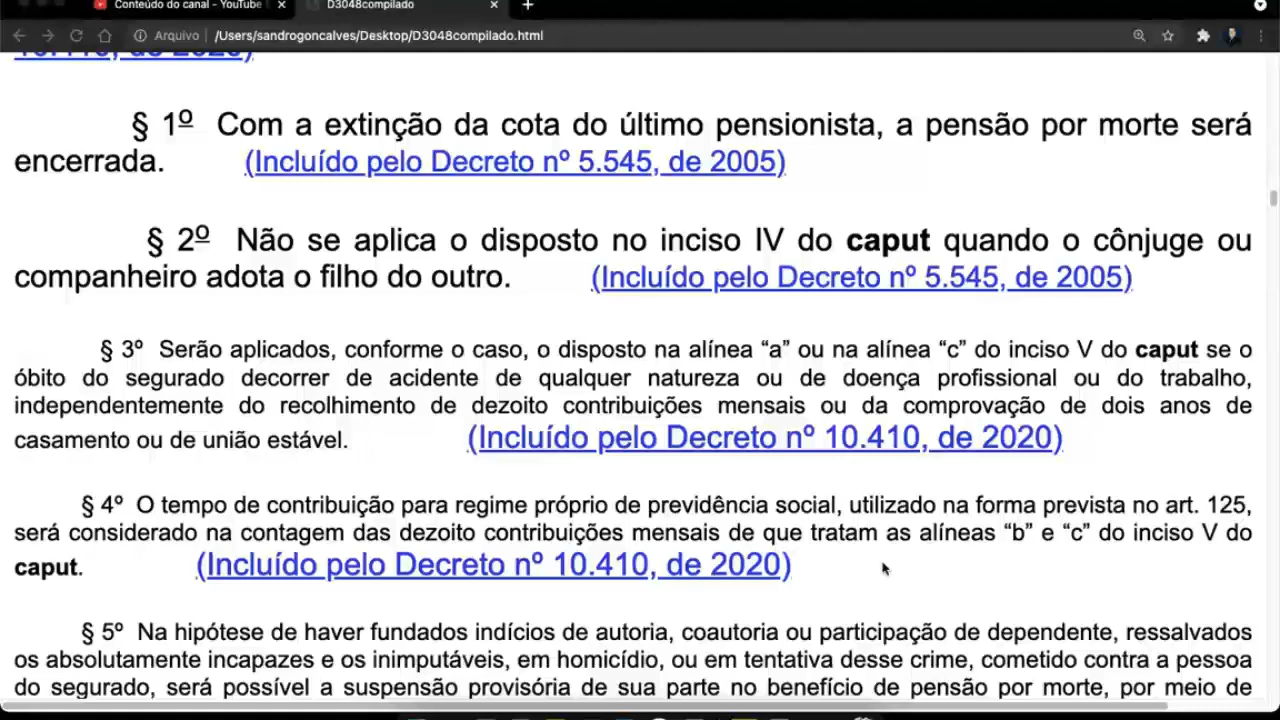 Conteúdo do canal - YouTube
D3048compilado
Arquivo | /Users/sandrogoncalves/Desktop/D3048compilado.html
§ 1º Com a extinção da cota do último pensionista, a pensão por morte será
encerrada. (Incluído pelo Decreto nº 5.545, de 2005)
§ 2º Não se aplica o disposto no inciso IV do caput quando o cônjuge ou
companheiro adota o filho do outro. (Incluído pelo Decreto nº 5.545, de 2005)
§ 3º Serão aplicados, conforme o caso, o disposto na alínea “a” ou na alínea “c” do inciso V do caput se o
óbito do segurado decorrer de acidente de qualquer natureza ou de doença profissional ou do trabalho,
independentemente do recolhimento de dezoito contribuições mensais ou da comprovação de dois anos de
casamento ou de união estável. (Incluído pelo Decreto nº 10.410, de 2020)
§ 4º O tempo de contribuição para regime próprio de previdência social, utilizado na forma prevista no art. 125,
será considerado na contagem das dezoito contribuições mensais de que tratam as alíneas “b” e “c” do inciso V do
caput. (Incluído pelo Decreto nº 10.410, de 2020)
§ 5º Na hipótese de haver fundados indícios de autoria, coautoria ou participação de dependente, ressalvados
os absolutamente incapazes e os inimputáveis, em homicídio, ou em tentativa desse crime, cometido contra a pessoa
do segurado, será possível a suspensão provisória de sua parte no benefício de pensão por morte, por meio de